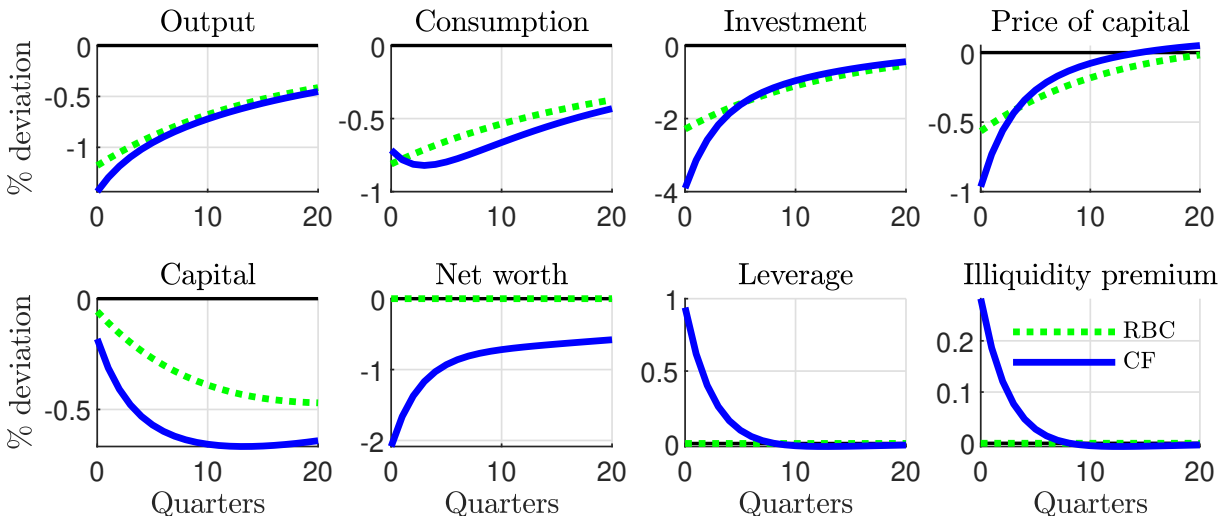 Output Consumption Investment Price of capital
% deviation
0
-0.5
-1
0 10 20
0
-0.5
-1
0 10 20
0
-2
-4
0 10 20
0
-0.5
-1
0 10 20
Capital Net worth Leverage Illiquidity premium
% deviation
0
-0.5
0 10 20
Quarters
0
-1
-2
0 10 20
Quarters
1
0.5
0
0 10 20
Quarters
0.2
0.1
0
0 10 20
Quarters
RBC
CF